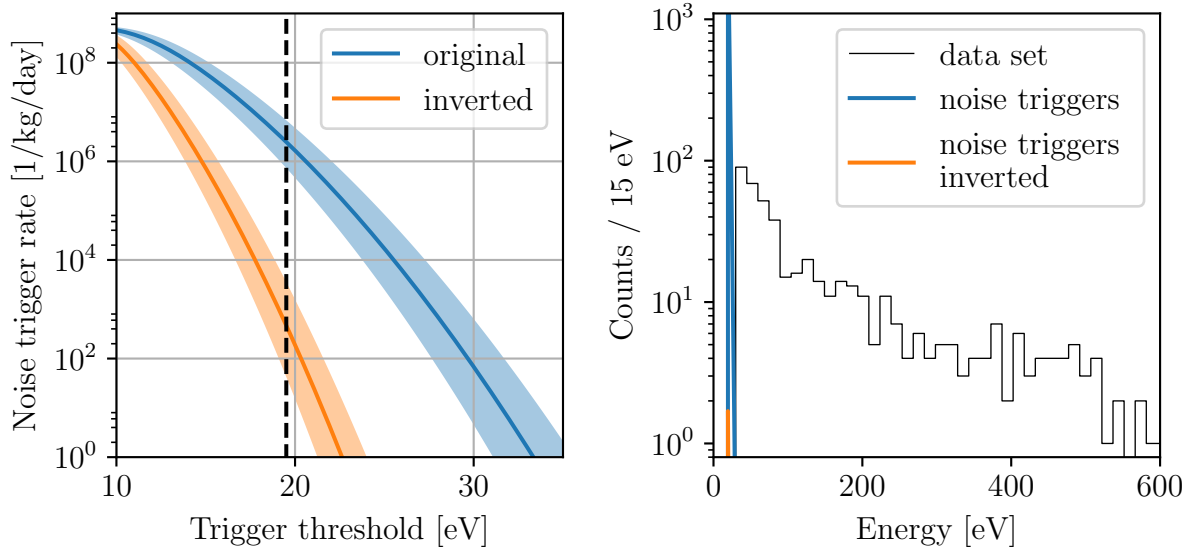 Noise trigger rate [1/kg/day]
10^8
10^6
10^4
10^2
10^0
10
20
30
Trigger threshold [eV]
original
inverted
Counts / 15 eV
10^3
10^2
10^1
10^0
0
200
400
600
Energy [eV]
data set
noise triggers
noise triggers
inverted